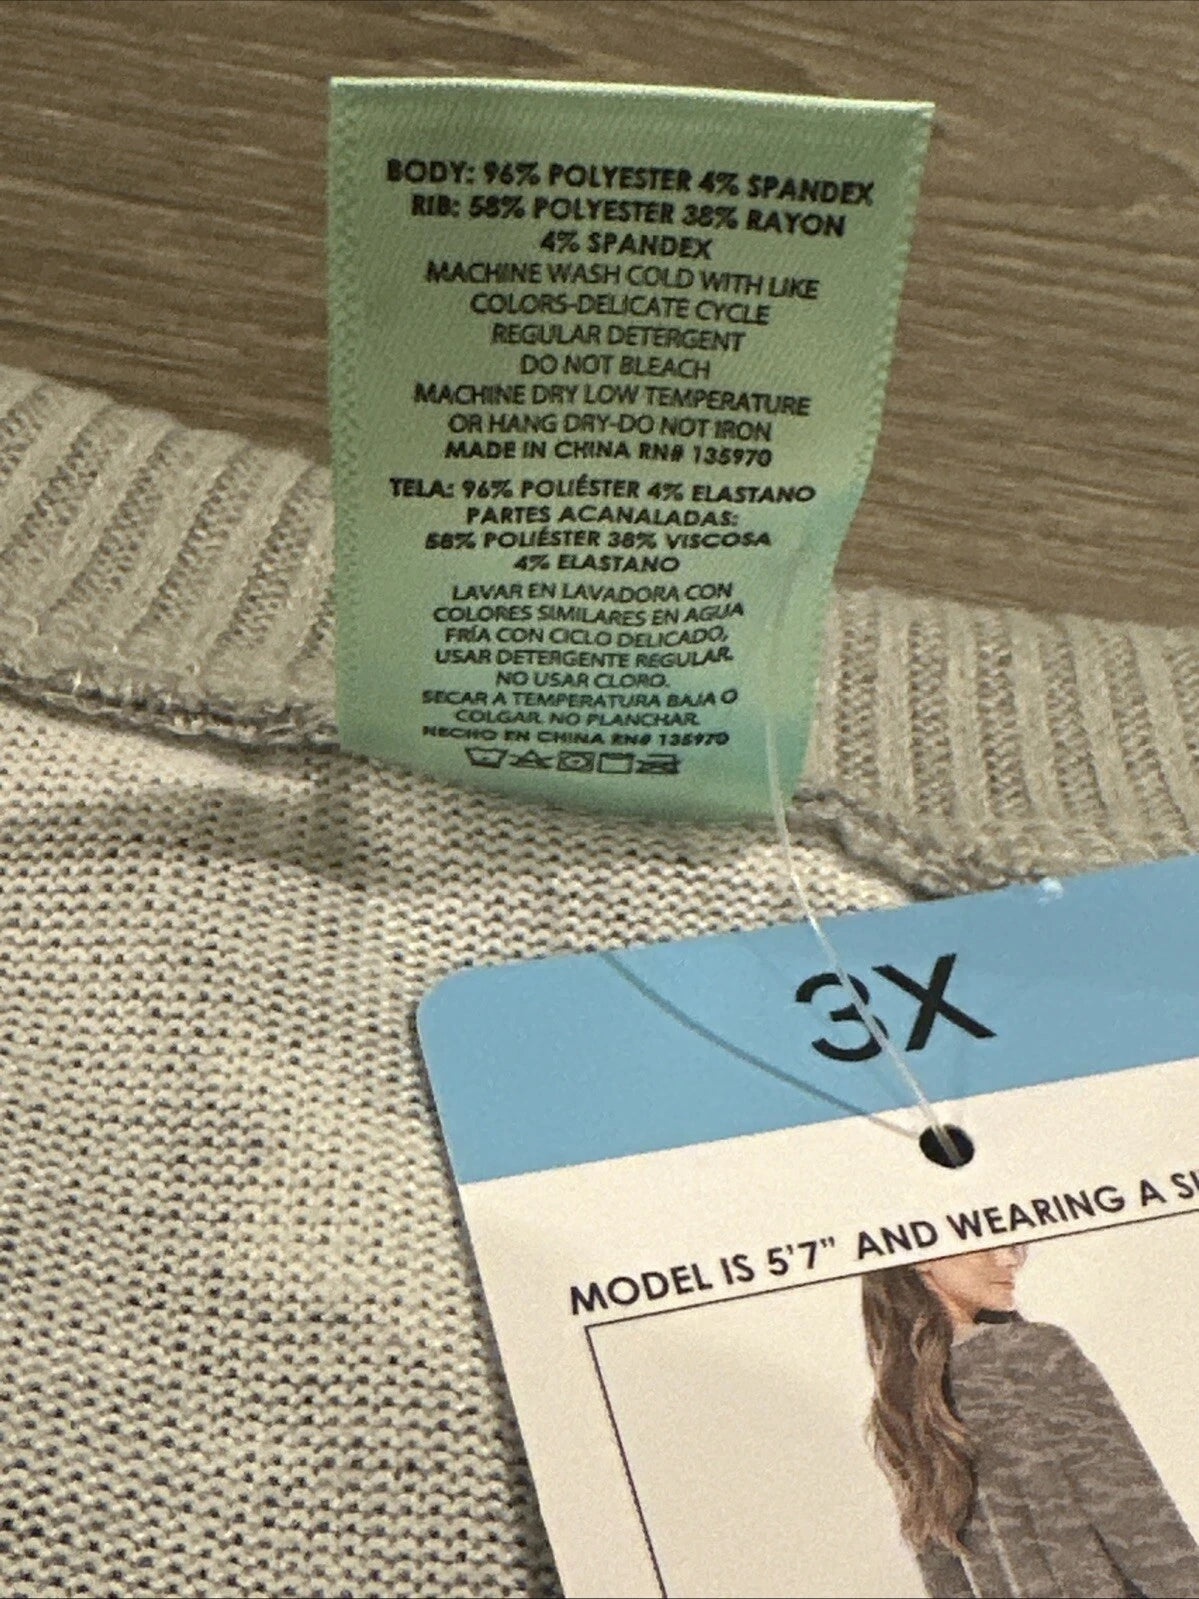 BODY: 96% POLYESTER 4% SPANDEX
RIB: 58% POLYESTER 38% RAYON
4% SPANDEX
MACHINE WASH COLD WITH LIKE
COLORS-DELICATE CYCLE
REGULAR DETERGENT
DO NOT BLEACH
MACHINE DRY LOW TEMPERATURE
OR HANG DRY-DO NOT IRON
MADE IN CHINA RN# 135970
TELA: 96% POLIÉSTER 4% ELASTANO
PARTES ACANALADAS:
58% POLIÉSTER 38% VISCOSA
4% ELASTANO
LAVAR EN LAVADORA CON
COLORES SIMILARES EN AGUA
FRÍA CON CICLO DELICADO,
USAR DETERGENTE REGULAR.
NO USAR CLORO.
SECAR A TEMPERATURA BAJA O
COLGAR. NO PLANCHAR.
HECHO EN CHINA RN# 135970
3X
MODEL IS 5'7" AND WEARING A